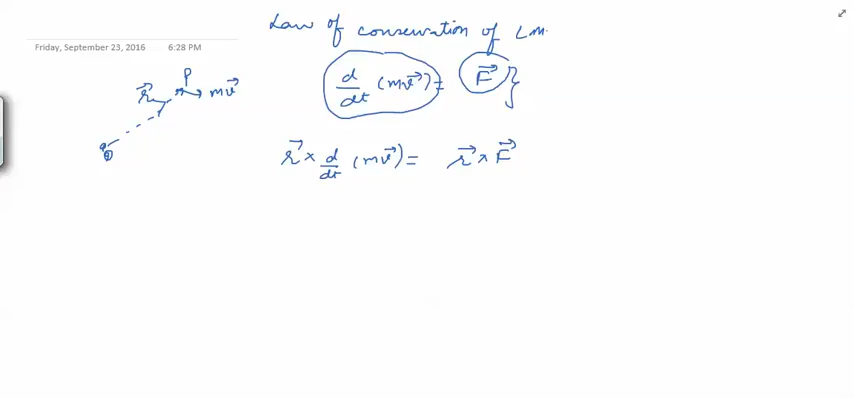 Law of conservation of L.M.
Friday, September 23, 2016 6:28 PM
d/dt (mv⃗) = F⃗ }
P
r⃗ mv⃗
O
r⃗ × d/dt (mv⃗) = r⃗ × F⃗